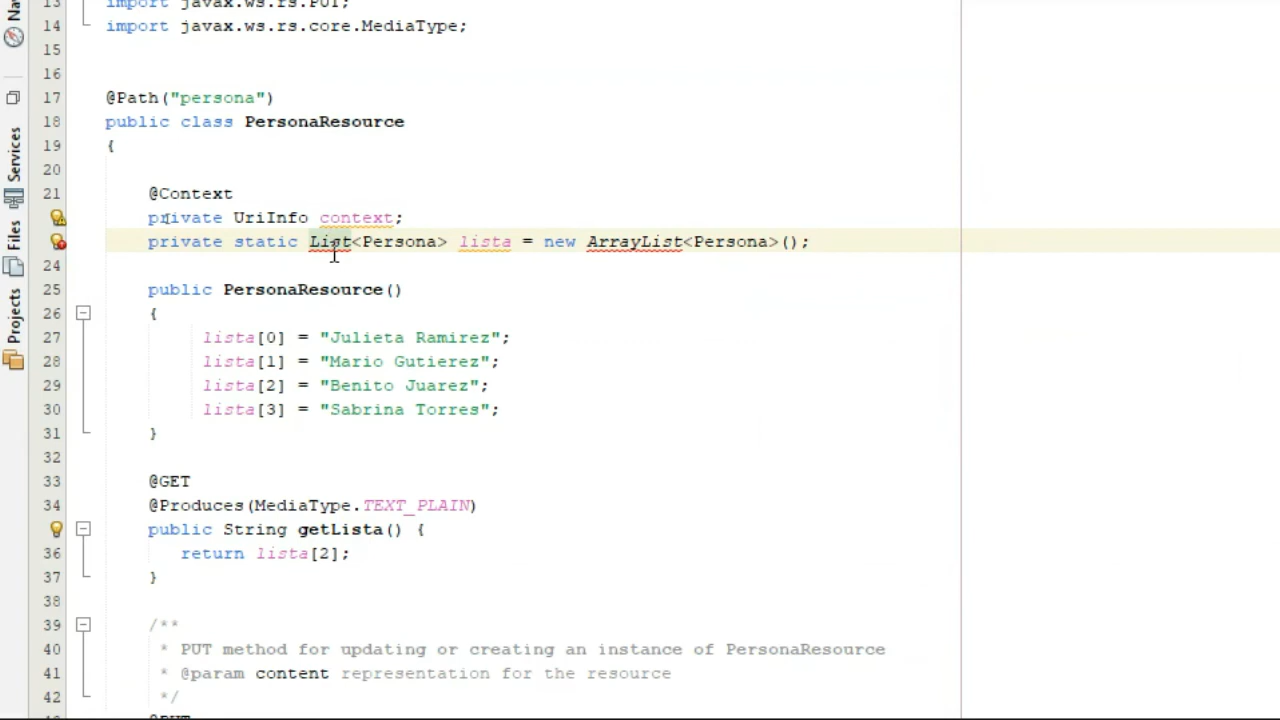 Na
Services
Files
Projects
13 import javax.ws.rs.PUT;
14 import javax.ws.rs.core.MediaType;
15
16
17 @Path("persona")
18 public class PersonaResource
19 {
20
21 @Context
private UriInfo context;
private static List<Persona> lista = new ArrayList<Persona>();
24
25 public PersonaResource()
26 {
27 lista[0] = "Julieta Ramirez";
28 lista[1] = "Mario Gutierez";
29 lista[2] = "Benito Juarez";
30 lista[3] = "Sabrina Torres";
31 }
32
33 @GET
34 @Produces(MediaType.TEXT_PLAIN)
public String getLista() {
36 return lista[2];
37 }
38
39 /**
40 * PUT method for updating or creating an instance of PersonaResource
41 * @param content representation for the resource
42 */
@PUT